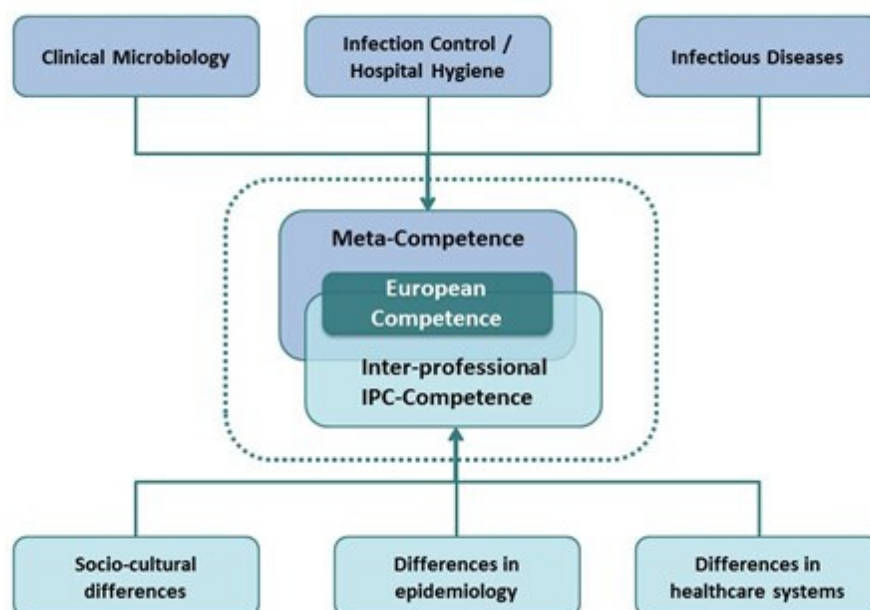 Clinical Microbiology
Infection Control /
Hospital Hygiene
Infectious Diseases
Meta-Competence
European
Competence
Inter-professional
IPC-Competence
Socio-cultural
differences
Differences in
epidemiology
Differences in
healthcare systems